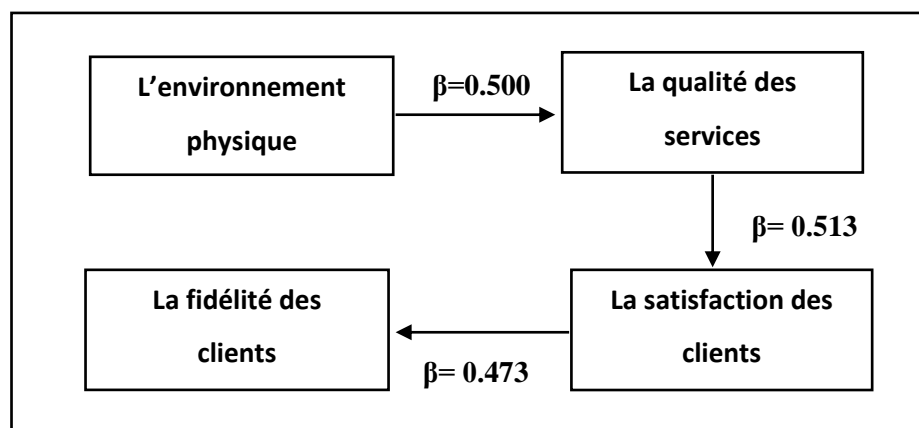 L’environnement
physique
β=0.500
La qualité des
services
β= 0.513
La satisfaction des
clients
β= 0.473
La fidélité des
clients